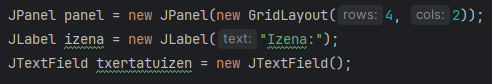 JPanel panel = new JPanel(new GridLayout( rows: 4, cols: 2));
JLabel izena = new JLabel( text: "Izena:");
JTextField txertatuizen = new JTextField();